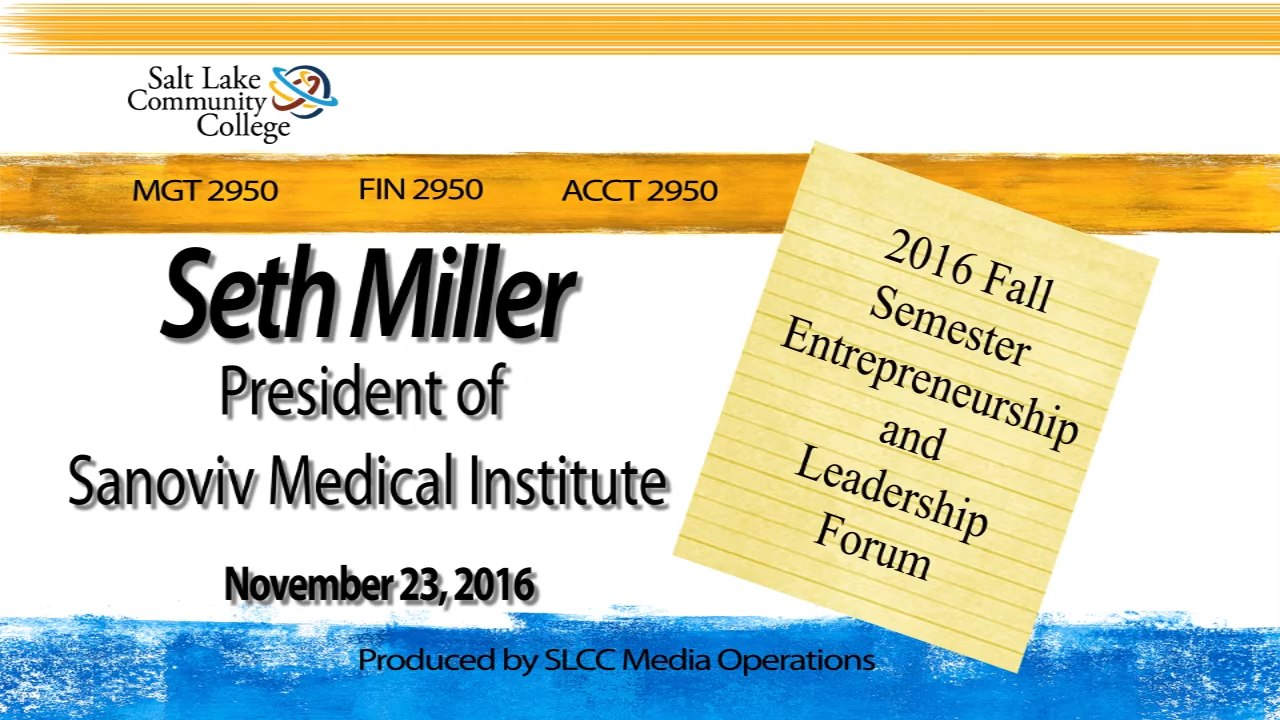 Salt Lake
Community
College
MGT 2950 FIN 2950 ACCT 2950
Seth Miller
President of
Sanoviv Medical Institute
November 23, 2016
2016 Fall
Semester
Entrepreneurship
and
Leadership
Forum
Produced by SLCC Media Operations